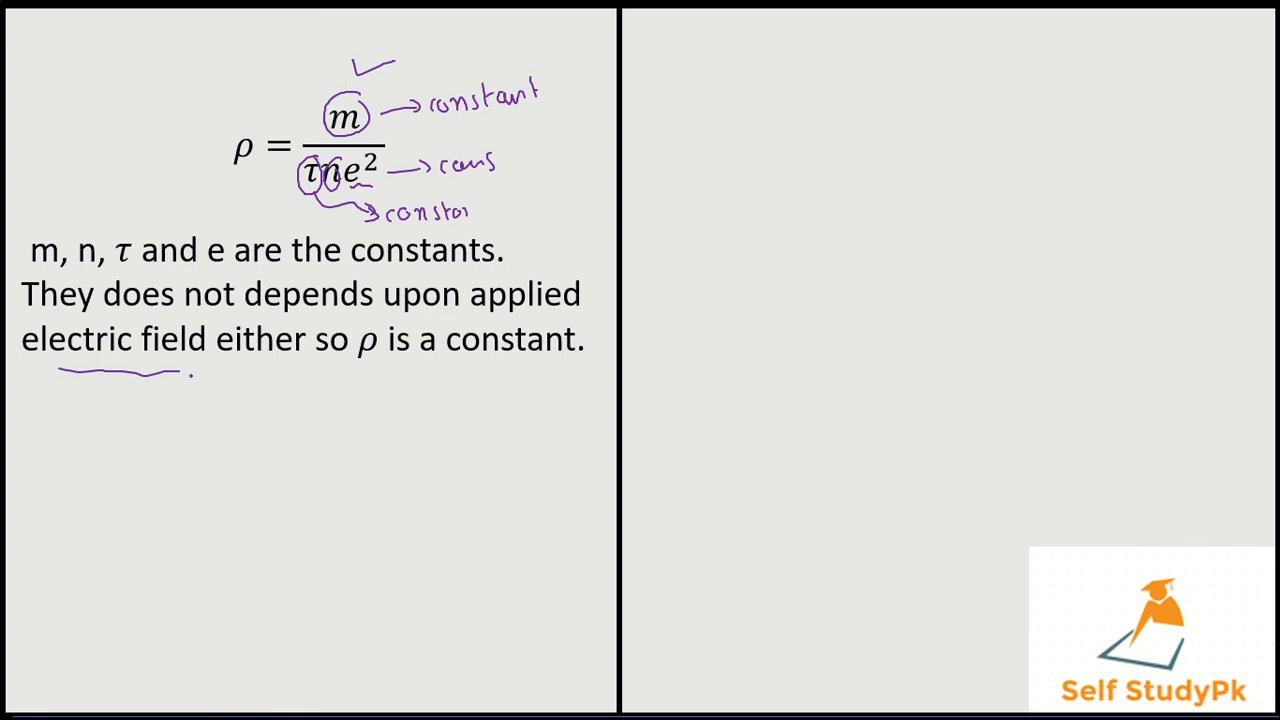 m → constant
ρ = m / τne² → cons
→ constar
m, n, τ and e are the constants.
They does not depends upon applied
electric field either so ρ is a constant.
Self StudyPk